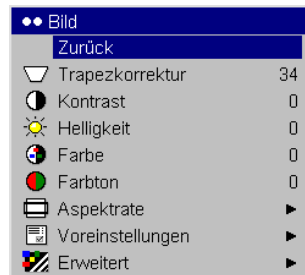 Bild
Zurück
Trapezkorrektur 34
Kontrast 0
Helligkeit 0
Farbe 0
Farbton 0
Aspektrate
Voreinstellungen
Erweitert